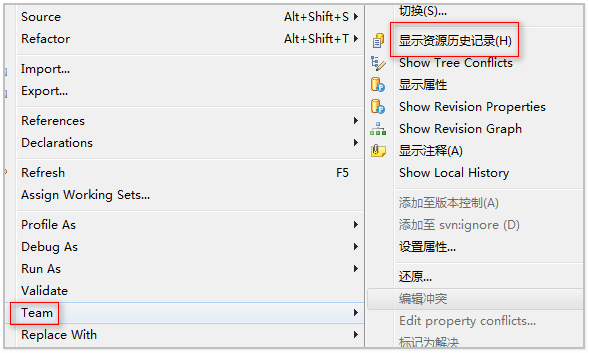 Source Alt+Shift+S
Refactor Alt+Shift+T
Import...
Export...
References
Declarations
Refresh F5
Assign Working Sets...
Profile As
Debug As
Run As
Validate
Team
Replace With
切换(S)...
显示资源历史记录(H)
Show Tree Conflicts
显示属性
Show Revision Properties
Show Revision Graph
显示注释(A)
Show Local History
添加至版本控制(A)
添加至 svn:ignore (D)
设置属性...
还原...
编辑冲突
Edit property conflicts...
标记为解决